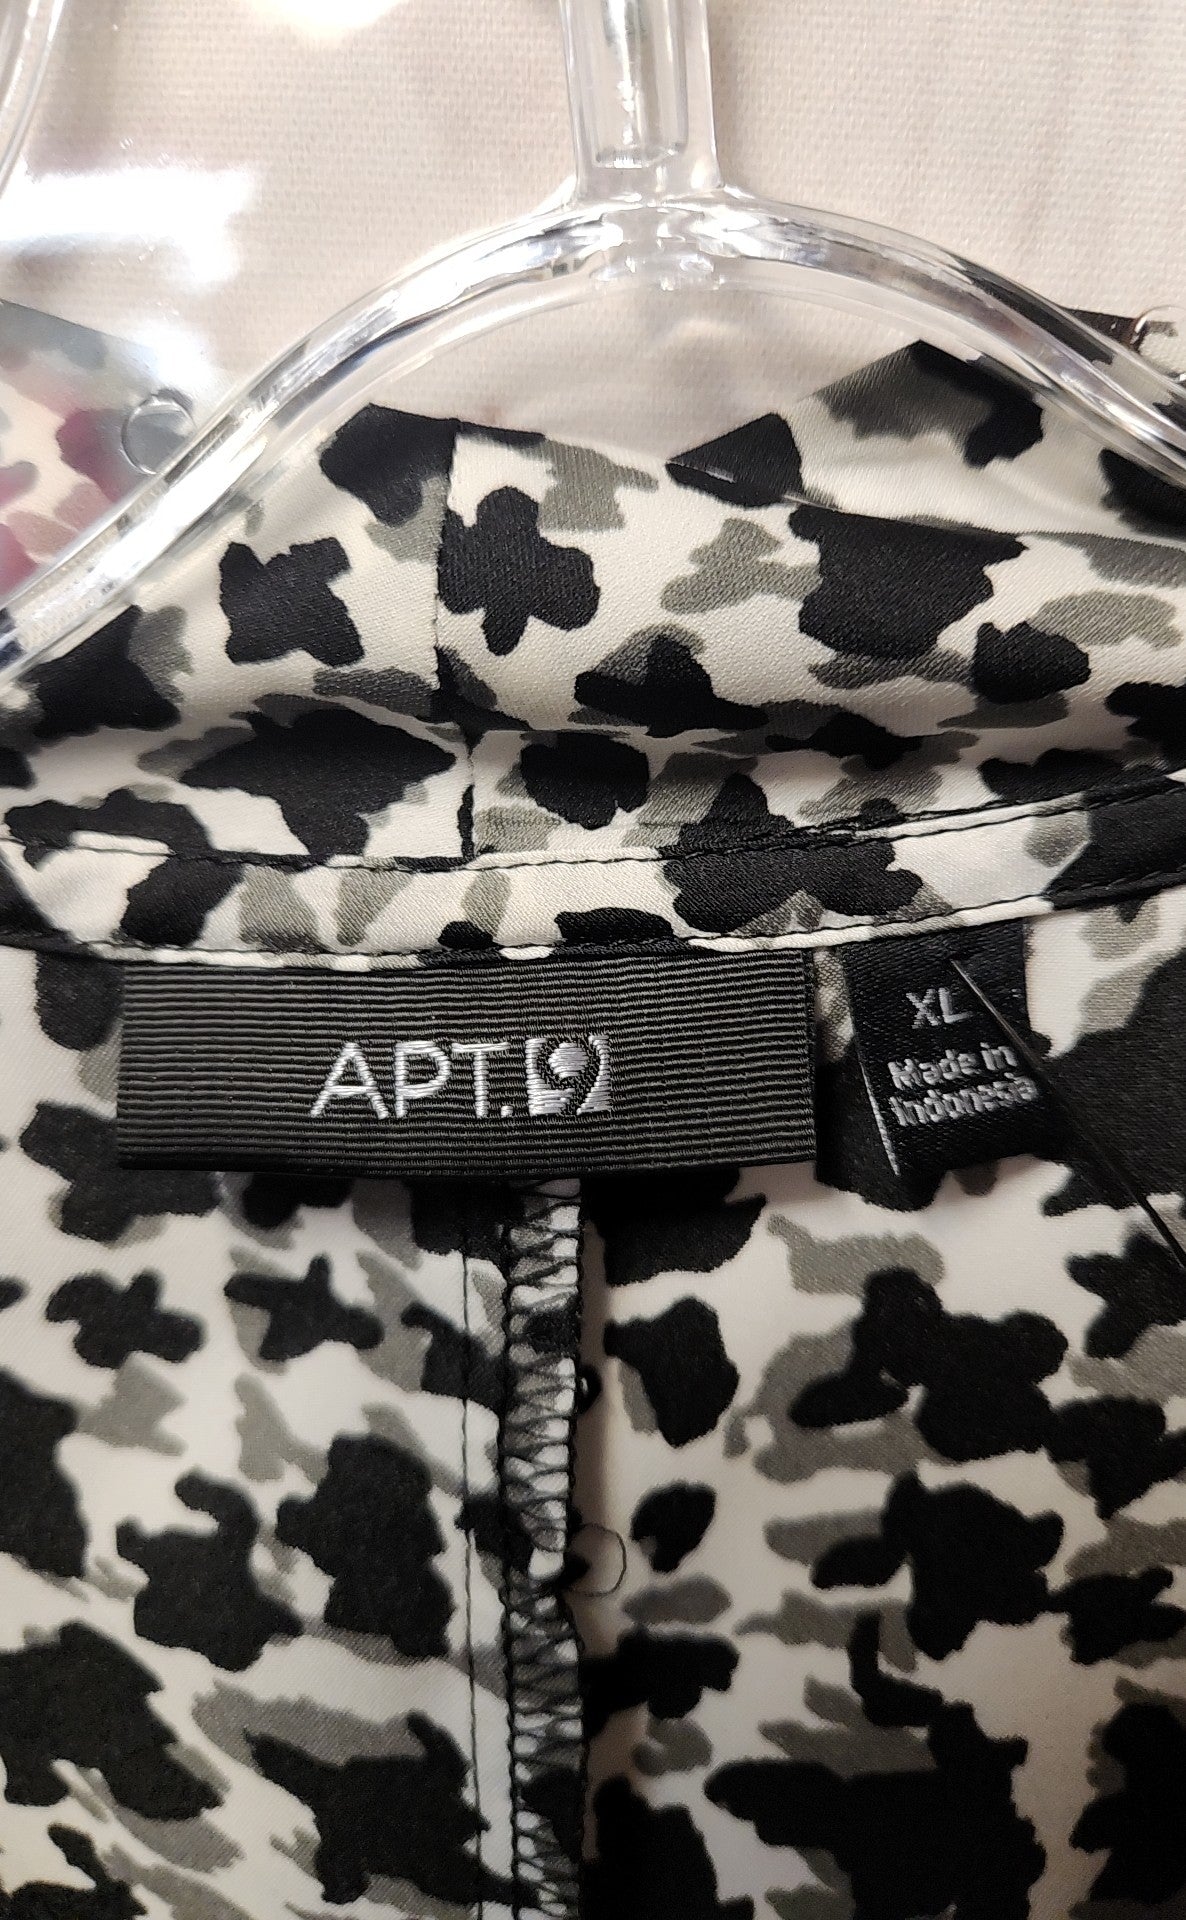 APT. 9
XL
Made in
Indonesia